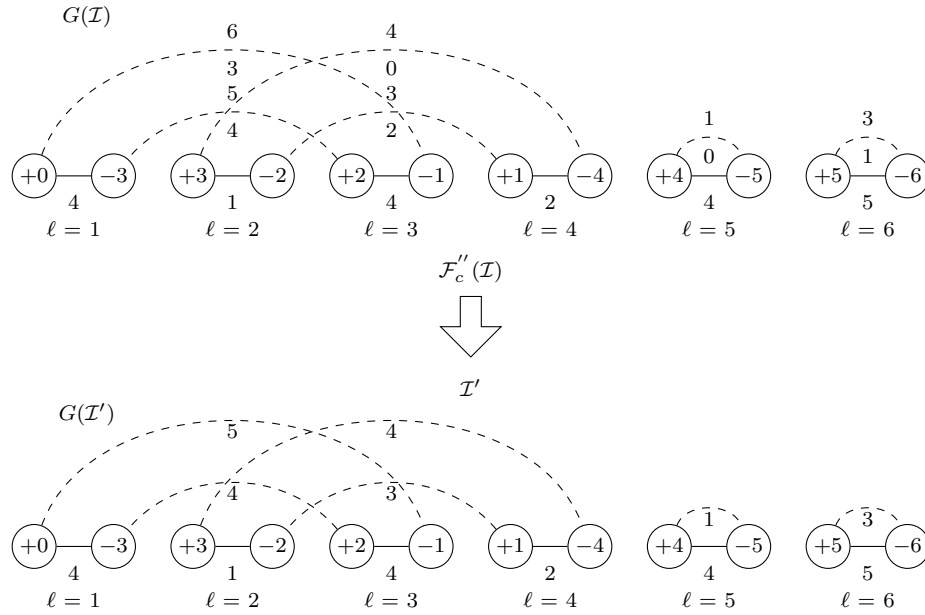 G(I)
6 4
3 0
5 3
4 2
1 3
0 1
+0 −3 +3 −2 +2 −1 +1 −4 +4 −5 +5 −6
4 1 4 2 4 5
ℓ = 1 ℓ = 2 ℓ = 3 ℓ = 4 ℓ = 5 ℓ = 6
F''c(I)
I'
G(I')
5 4
4 3
1 3
+0 −3 +3 −2 +2 −1 +1 −4 +4 −5 +5 −6
4 1 4 2 4 5
ℓ = 1 ℓ = 2 ℓ = 3 ℓ = 4 ℓ = 5 ℓ = 6